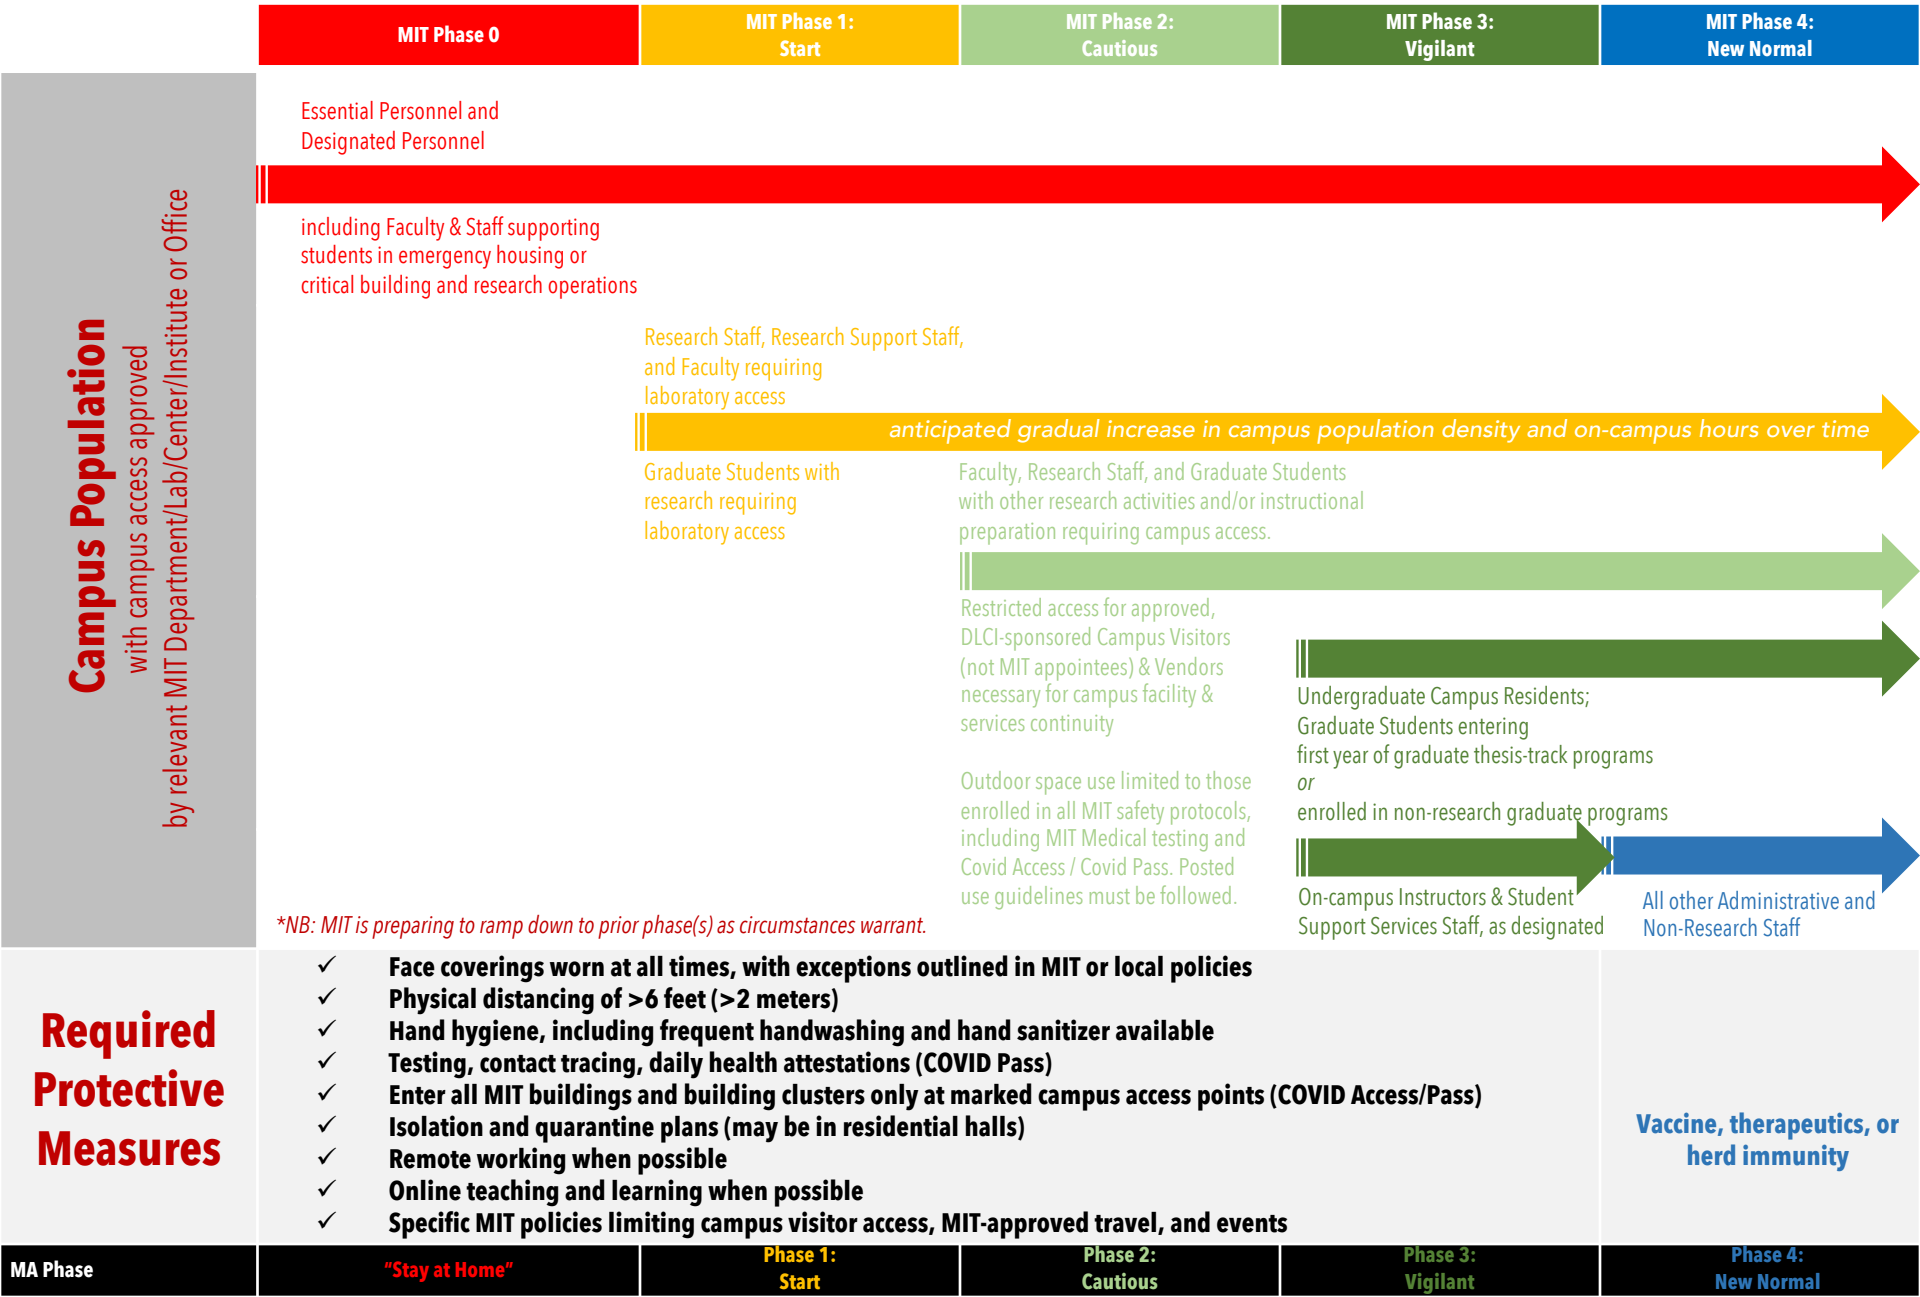 MIT Phase 0
MIT Phase 1:
Start
MIT Phase 2:
Cautious
MIT Phase 3:
Vigilant
MIT Phase 4:
New Normal
Campus Population
with campus access approved
by relevant MIT Department/Lab/Center/Institute or Office
Essential Personnel and
Designated Personnel
including Faculty & Staff supporting
students in emergency housing or
critical building and research operations
Research Staff, Research Support Staff,
and Faculty requiring
laboratory access
anticipated gradual increase in campus population density and on-campus hours over time
Graduate Students with
research requiring
laboratory access
Faculty, Research Staff, and Graduate Students
with other research activities and/or instructional
preparation requiring campus access.
Restricted access for approved,
DLCI-sponsored Campus Visitors
(not MIT appointees) & Vendors
necessary for campus facility &
services continuity
Outdoor space use limited to those
enrolled in all MIT safety protocols,
including MIT Medical testing and
Covid Access / Covid Pass. Posted
use guidelines must be followed.
Undergraduate Campus Residents;
Graduate Students entering
first year of graduate thesis-track programs
or
enrolled in non-research graduate programs
On-campus Instructors & Student
Support Services Staff, as designated
All other Administrative and
Non-Research Staff
*NB: MIT is preparing to ramp down to prior phase(s) as circumstances warrant.
Required
Protective
Measures
✓ Face coverings worn at all times, with exceptions outlined in MIT or local policies
✓ Physical distancing of >6 feet (>2 meters)
✓ Hand hygiene, including frequent handwashing and hand sanitizer available
✓ Testing, contact tracing, daily health attestations (COVID Pass)
✓ Enter all MIT buildings and building clusters only at marked campus access points (COVID Access/Pass)
✓ Isolation and quarantine plans (may be in residential halls)
✓ Remote working when possible
✓ Online teaching and learning when possible
✓ Specific MIT policies limiting campus visitor access, MIT-approved travel, and events
Vaccine, therapeutics, or
herd immunity
MA Phase
"Stay at Home"
Phase 1:
Start
Phase 2:
Cautious
Phase 3:
Vigilant
Phase 4:
New Normal